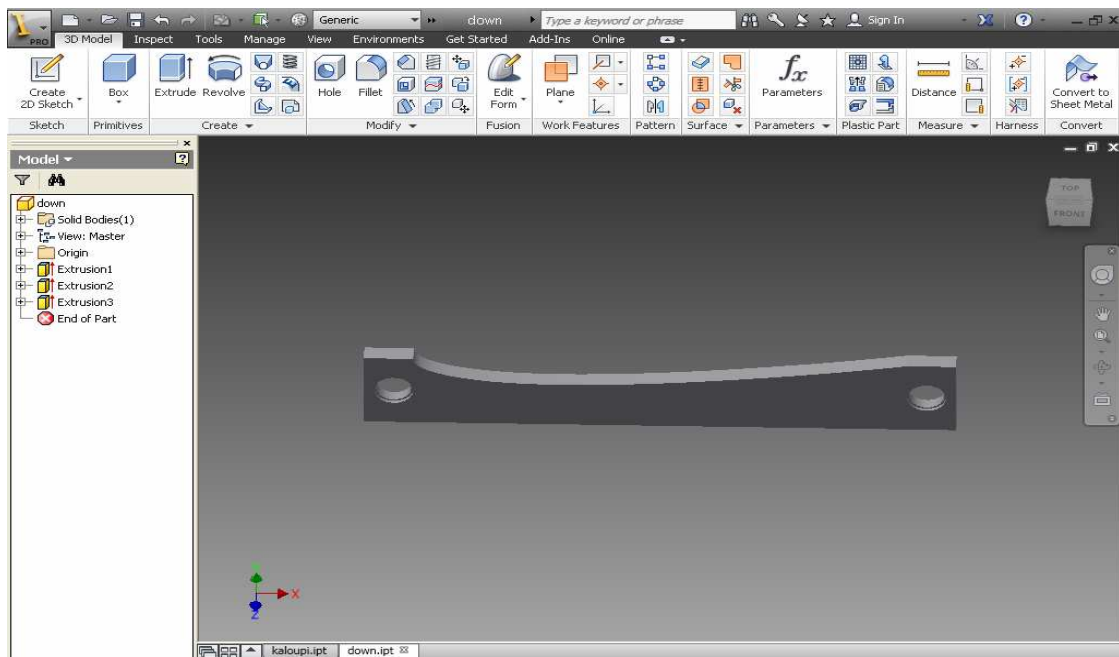 Generic
down
Type a keyword or phrase
Sign In
PRO
3D Model Inspect Tools Manage View Environments Get Started Add-Ins Online
Create 2D Sketch
Box
Extrude Revolve
Hole Fillet
Edit Form
Plane
fx
Parameters
Distance
Convert to Sheet Metal
Sketch Primitives Create Modify Fusion Work Features Pattern Surface Parameters Plastic Part Measure Harness Convert
Model
down
Solid Bodies(1)
View: Master
Origin
Extrusion1
Extrusion2
Extrusion3
End of Part
TOP
FRONT
X
Z
kaloupi.ipt down.ipt